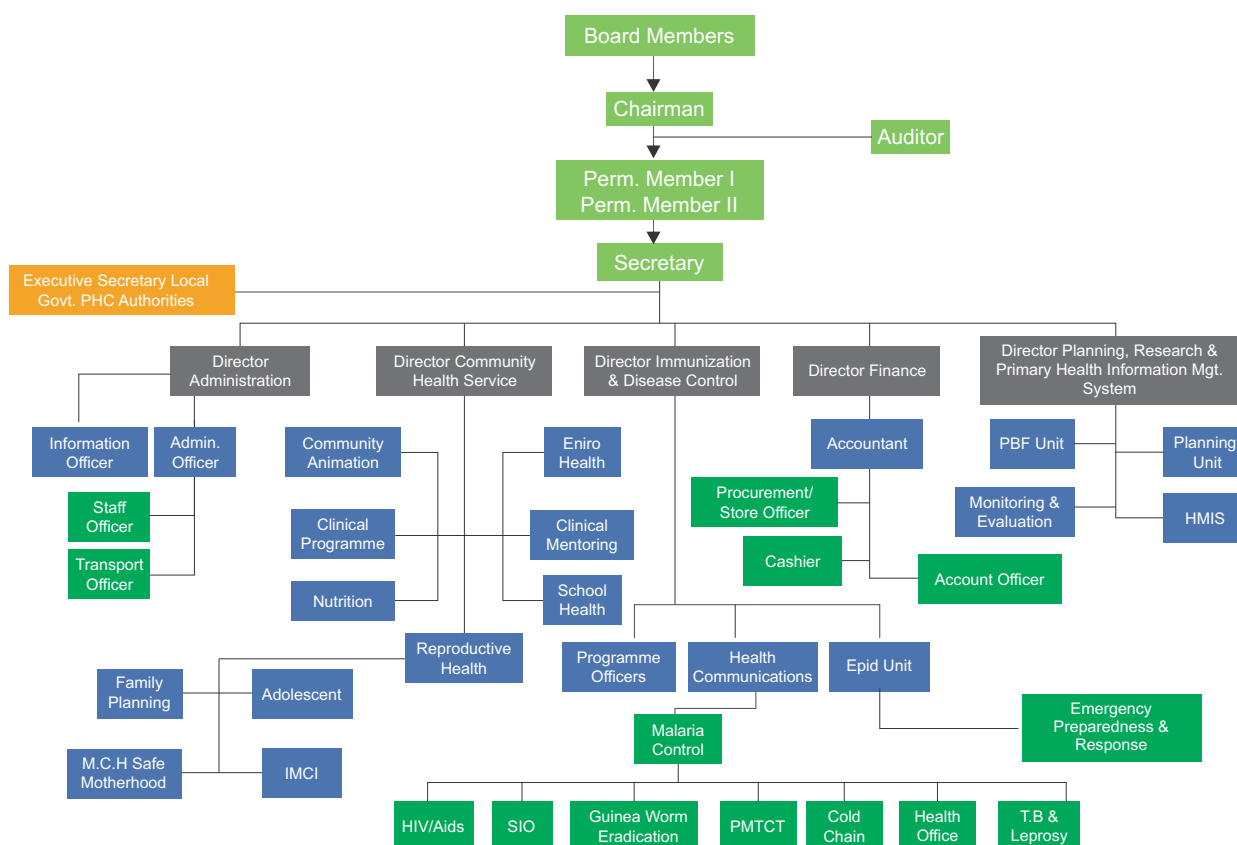 Board Members
Chairman
Auditor
Perm. Member I
Perm. Member II
Secretary
Executive Secretary Local
Govt. PHC Authorities
Director
Administration
Director Community
Health Service
Director Immunization
& Disease Control
Director Finance
Director Planning, Research &
Primary Health Information Mgt.
System
Information
Officer
Admin.
Officer
Staff
Officer
Transport
Officer
Community
Animation
Eniro
Health
Clinical
Programme
Clinical
Mentoring
Nutrition
School
Health
Reproductive
Health
Family
Planning
Adolescent
M.C.H Safe
Motherhood
IMCI
Accountant
Procurement/
Store Officer
Cashier
Account Officer
PBF Unit
Planning
Unit
Monitoring &
Evaluation
HMIS
Programme
Officers
Health
Communications
Epid Unit
Malaria
Control
Emergency
Preparedness &
Response
HIV/Aids
SIO
Guinea Worm
Eradication
PMTCT
Cold
Chain
Health
Office
T.B &
Leprosy